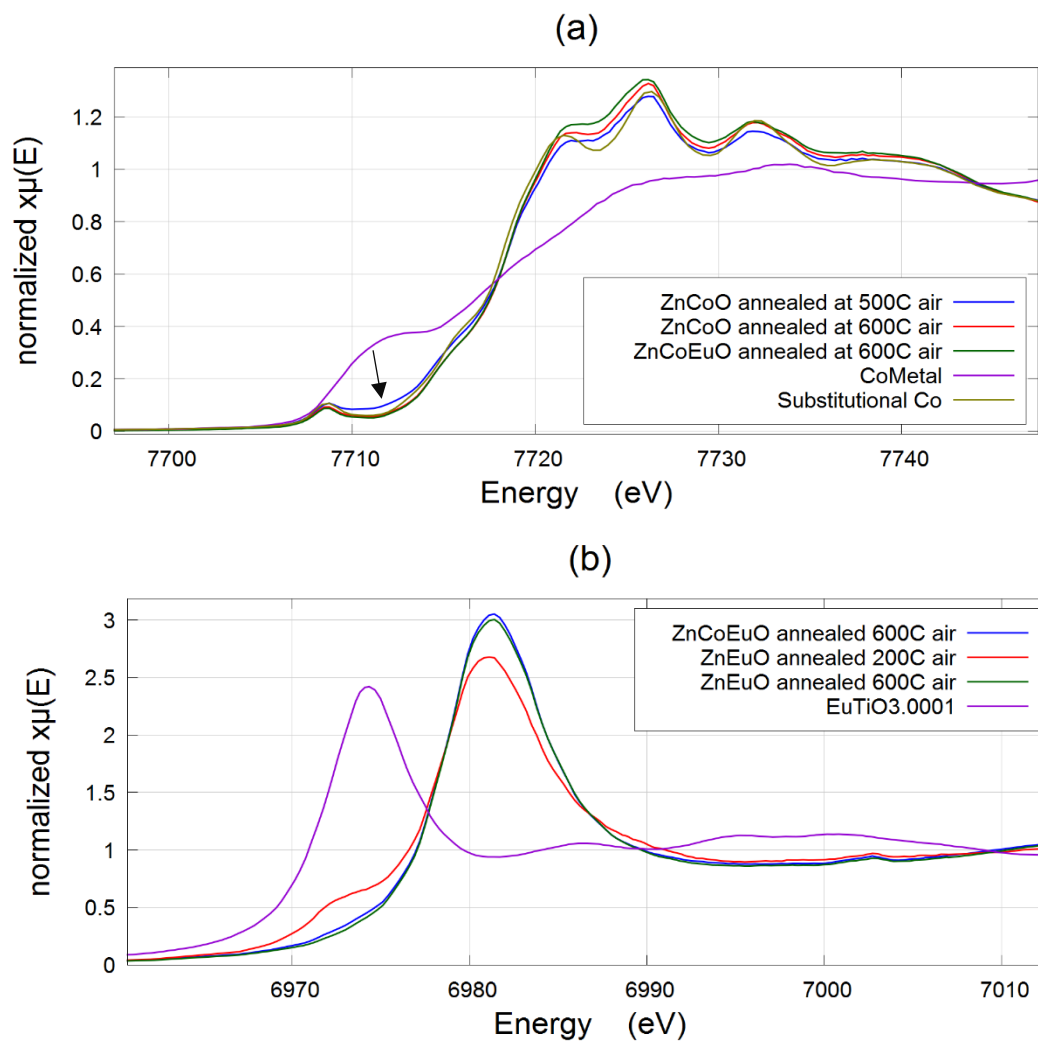 (a)
normalized xμ(E)
1.2
1
0.8
0.6
0.4
0.2
0
7700
7710
7720
7730
7740
Energy (eV)
ZnCoO annealed at 500C air
ZnCoO annealed at 600C air
ZnCoEuO annealed at 600C air
CoMetal
Substitutional Co
(b)
normalized xμ(E)
3
2.5
2
1.5
1
0.5
0
6970
6980
6990
7000
7010
Energy (eV)
ZnCoEuO annealed 600C air
ZnEuO annealed 200C air
ZnEuO annealed 600C air
EuTiO3.0001